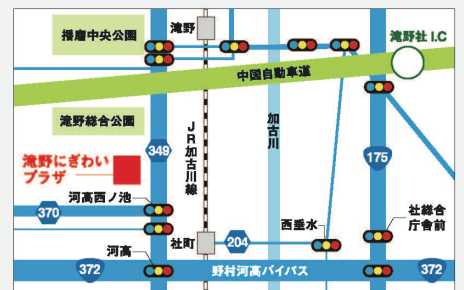 滝野
播磨中央公園
滝野社 I.C
中国自動車道
滝野総合公園
JR加古川線
加古川
349
175
滝野にぎわい
プラザ
河高西ノ池
370
社総合
庁舎前
西垂水
204
社町
河高
372
野村河高バイパス
372